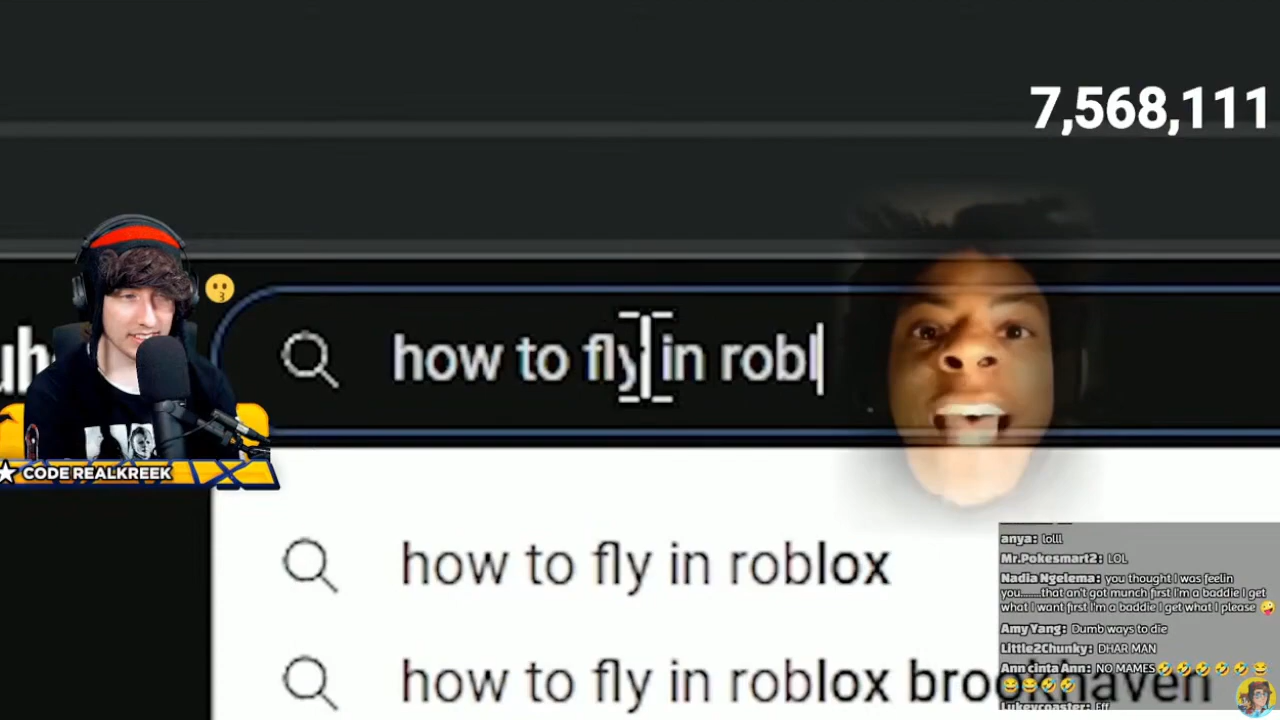 7,568,111
how to fly in robl
CODE REALKREEK
how to fly in roblox
how to fly in roblox brookhaven
anya: lolll
Mr.Pokesmart2: LOL
Nadia Ngelema: you thought I was feelin
you........that an't got munch first I'm a baddie I get
what I want first I'm a baddie I get what I please 🤪
Amy Yang: Dumb ways to die
Little2Chunky: DHAR MAN
Ann cinta Ann: NO MAMES🤣🤣🤣🤣🤣😂
😂😂🤣🤣
Lukeycoaster: Eff